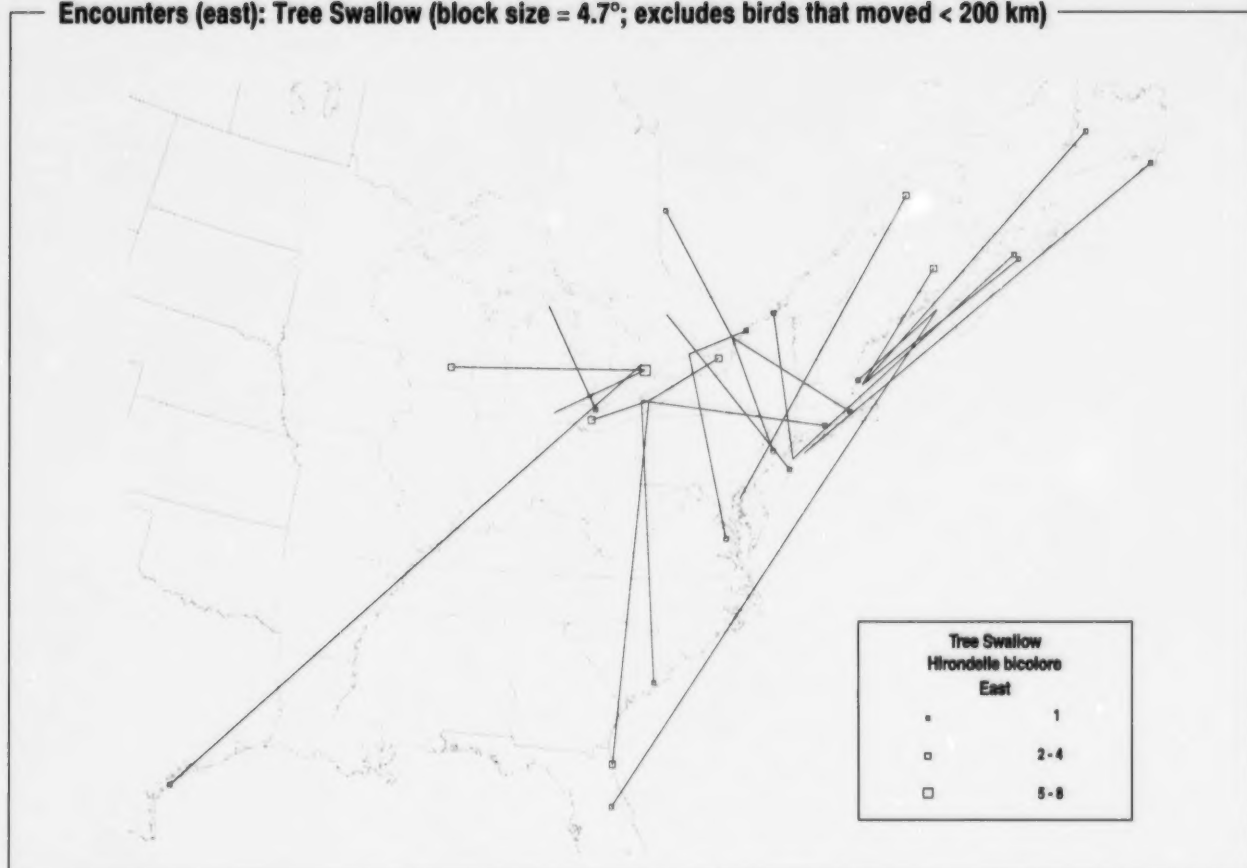 Encounters (east): Tree Swallow (block size = 4.7°; excludes birds that moved < 200 km)
Tree Swallow
Hirondelle bicolore
East
1
2 - 4
5 - 8